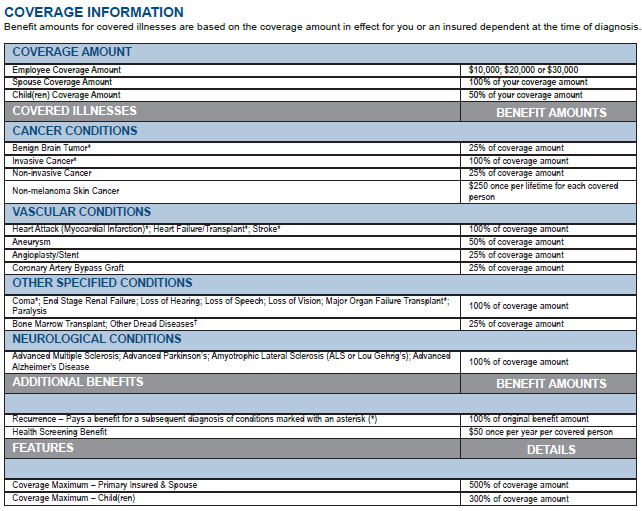 COVERAGE INFORMATION
Benefit amounts for covered illnesses are based on the coverage amount in effect for you or an insured dependent at the time of diagnosis.
COVERAGE AMOUNT
Employee Coverage Amount $10,000; $20,000 or $30,000
Spouse Coverage Amount 100% of your coverage amount
Child(ren) Coverage Amount 50% of your coverage amount
COVERED ILLNESSES BENEFIT AMOUNTS
CANCER CONDITIONS
Benign Brain Tumor* 25% of coverage amount
Invasive Cancer* 100% of coverage amount
Non-invasive Cancer 25% of coverage amount
Non-melanoma Skin Cancer $250 once per lifetime for each covered
person
VASCULAR CONDITIONS
Heart Attack (Myocardial Infarction)*; Heart Failure/Transplant*; Stroke* 100% of coverage amount
Aneurysm 50% of coverage amount
Angioplasty/Stent 25% of coverage amount
Coronary Artery Bypass Graft 25% of coverage amount
OTHER SPECIFIED CONDITIONS
Coma*; End Stage Renal Failure; Loss of Hearing; Loss of Speech; Loss of Vision; Major Organ Failure Transplant*;
Paralysis 100% of coverage amount
Bone Marrow Transplant; Other Dread Diseases† 25% of coverage amount
NEUROLOGICAL CONDITIONS
Advanced Multiple Sclerosis; Advanced Parkinson's; Amyotrophic Lateral Sclerosis (ALS or Lou Gehrig's); Advanced
Alzheimer's Disease 100% of coverage amount
ADDITIONAL BENEFITS BENEFIT AMOUNTS
Recurrence – Pays a benefit for a subsequent diagnosis of conditions marked with an asterisk (*) 100% of original benefit amount
Health Screening Benefit $50 once per year per covered person
FEATURES DETAILS
Coverage Maximum – Primary Insured & Spouse 500% of coverage amount
Coverage Maximum – Child(ren) 300% of coverage amount